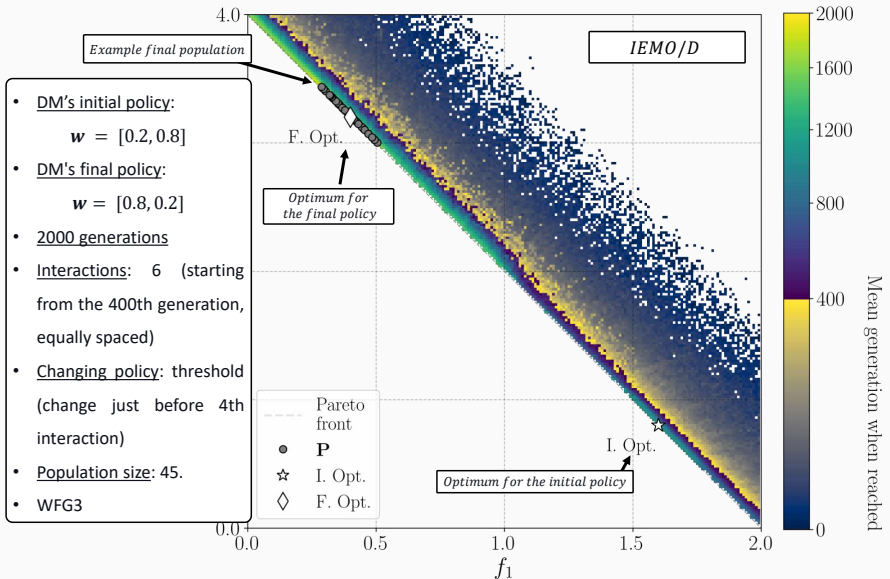 4.0
Example final population
IEMO/D
2000
1600
1200
800
400
0
Mean generation when reached
• DM's initial policy:
w = [0.2, 0.8]
• DM's final policy:
w = [0.8, 0.2]
• 2000 generations
• Interactions: 6 (starting
from the 400th generation,
equally spaced)
• Changing policy: threshold
(change just before 4th
interaction)
• Population size: 45.
• WFG3
F. Opt.
Optimum for
the final policy
Pareto
front
P
I. Opt.
F. Opt.
I. Opt.
Optimum for the initial policy
0.0
0.0 0.5 1.0 1.5 2.0
f1